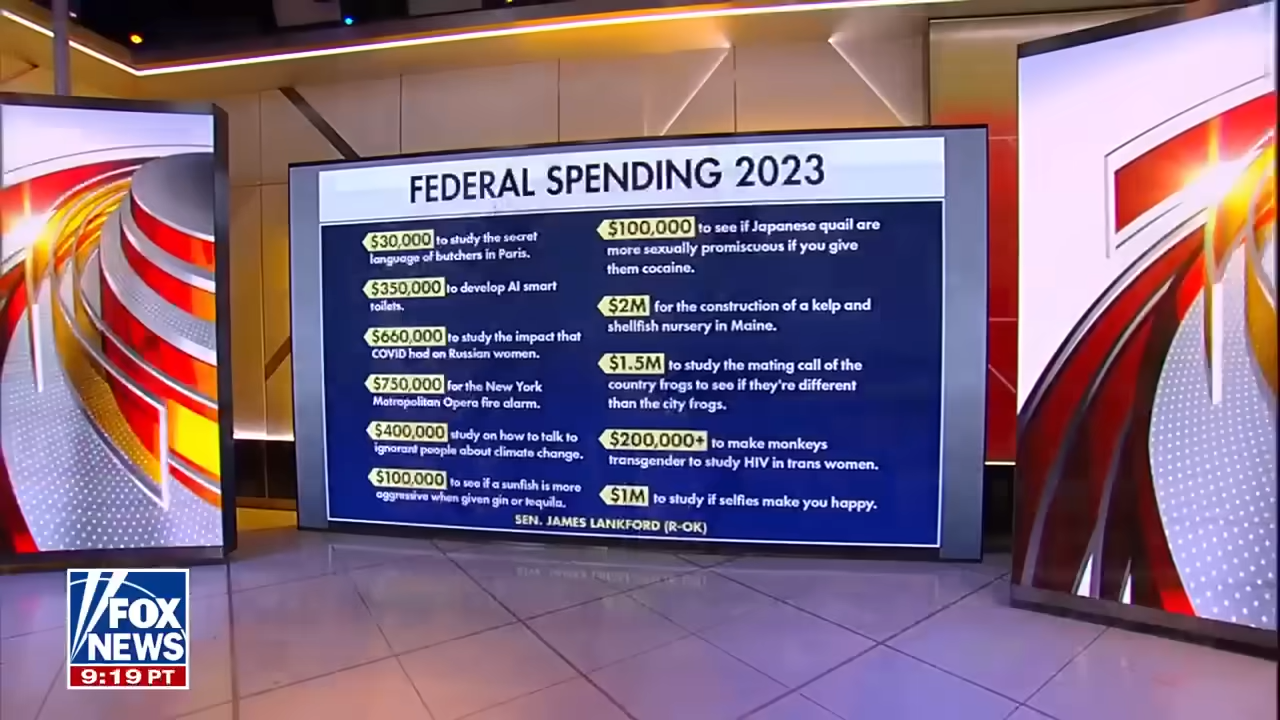 FEDERAL SPENDING 2023
$30,000 to study the secret
language of butchers in Paris.
$350,000 to develop AI smart
toilets.
$660,000 to study the impact that
COVID had on Russian women.
$750,000 for the New York
Metropolitan Opera fire alarm.
$400,000 study on how to talk to
ignorant people about climate change.
$100,000 to see if a sunfish is more
aggressive when given gin or tequila.
$100,000 to see if Japanese quail are
more sexually promiscuous if you give
them cocaine.
$2M for the construction of a kelp and
shellfish nursery in Maine.
$1.5M to study the mating call of the
country frogs to see if they're different
than the city frogs.
$200,000+ to make monkeys
transgender to study HIV in trans women.
$1M to study if selfies make you happy.
SEN. JAMES LANKFORD (R-OK)
FOX
NEWS
9:19 PT